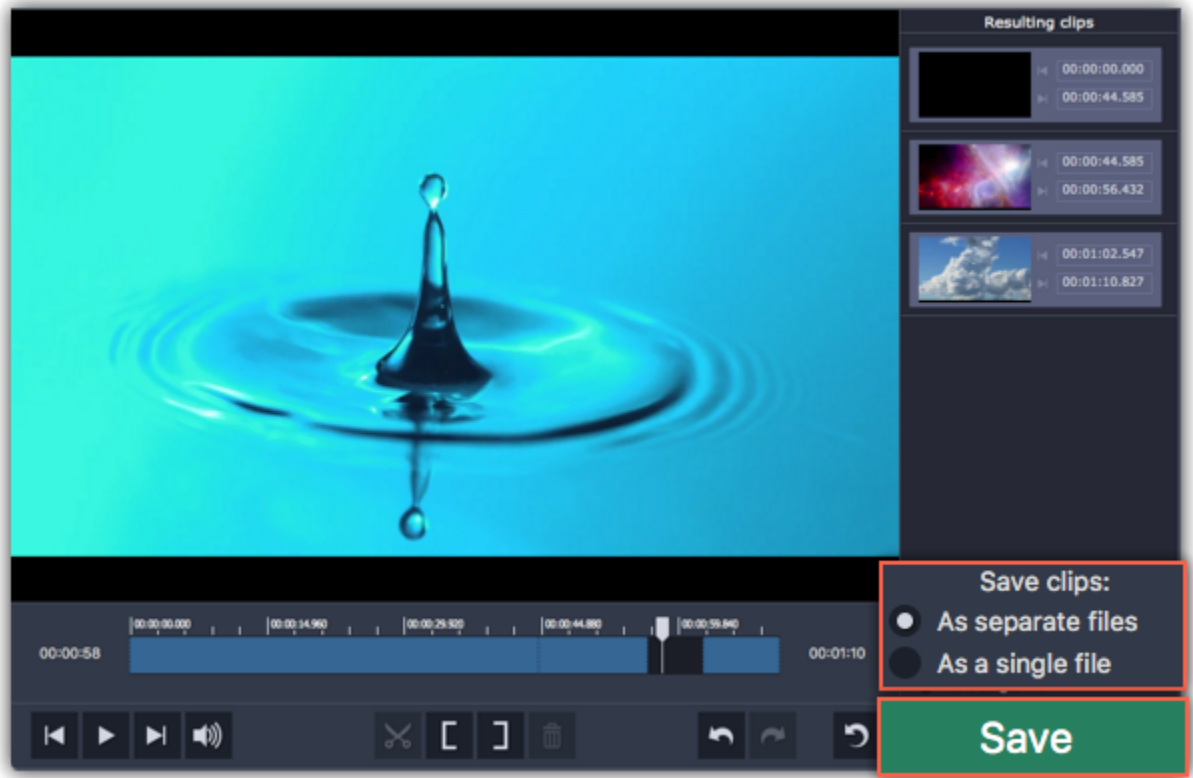 Resulting clips
00:00:00.000
00:00:44.585
00:00:44.585
00:00:56.432
00:01:02.547
00:01:10.827
Save clips:
As separate files
As a single file
00:00:00.000 00:00:14.960 00:00:29.920 00:00:44.880 00:00:59.840
00:00:58 00:01:10
Save